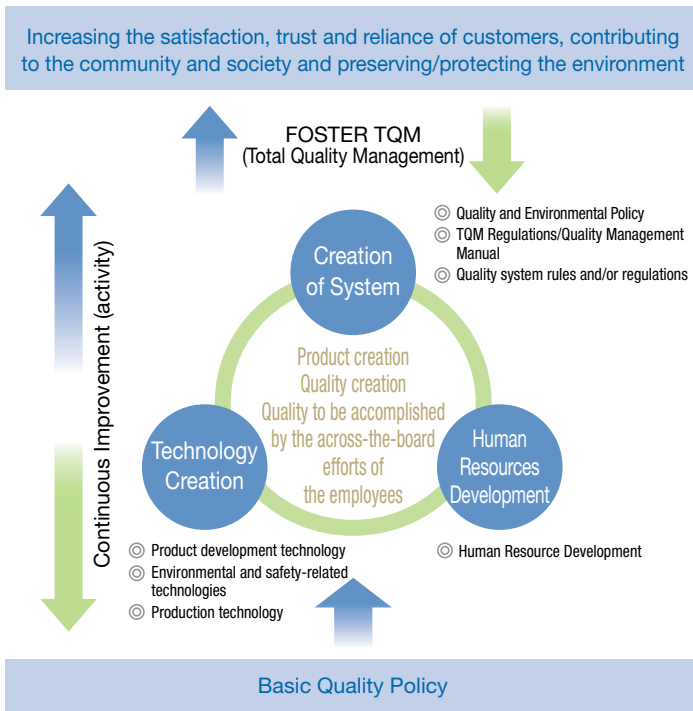 Increasing the satisfaction, trust and reliance of customers, contributing
to the community and society and preserving/protecting the environment
FOSTER TQM
(Total Quality Management)
Continuous Improvement (activity)
Quality and Environmental Policy
TQM Regulations/Quality Management
Manual
Quality system rules and/or regulations
Creation
of System
Product creation
Quality creation
Quality to be accomplished
by the across-the-board
efforts of
the employees
Technology
Creation
Human
Resources
Development
Product development technology
Environmental and safety-related
technologies
Production technology
Human Resource Development
Basic Quality Policy